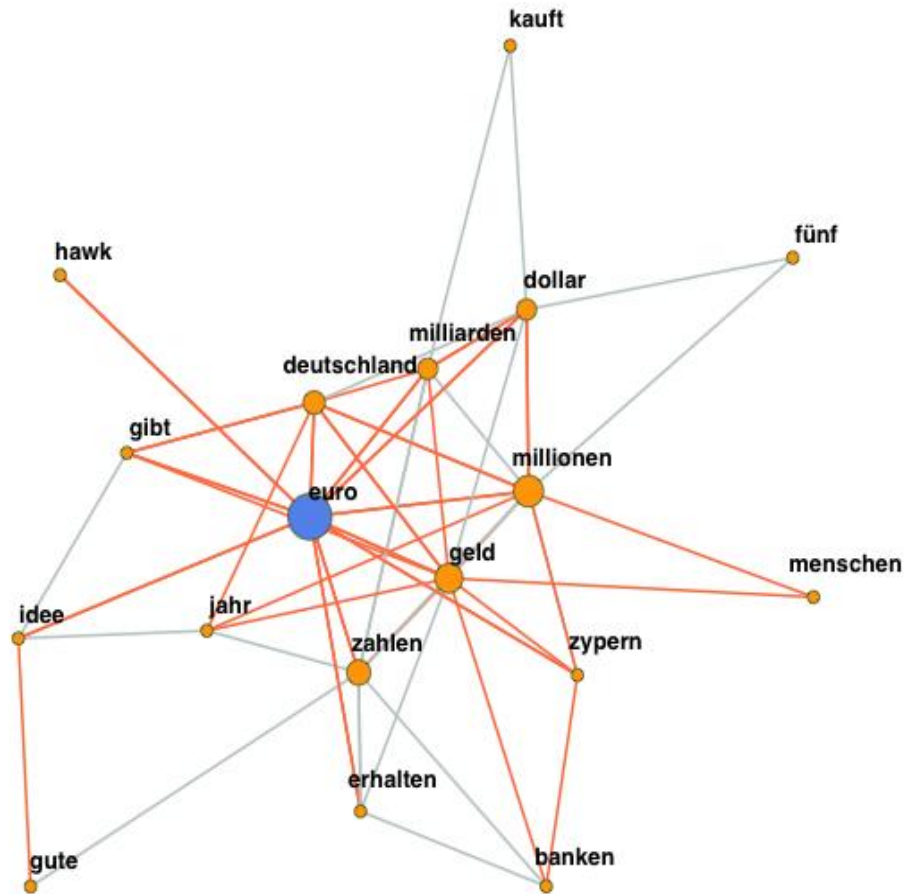 kauft
fünf
hawk
dollar
milliarden
deutschland
gibt
millionen
euro
geld
menschen
jahr
idee
zahlen
zypern
erhalten
gute
banken